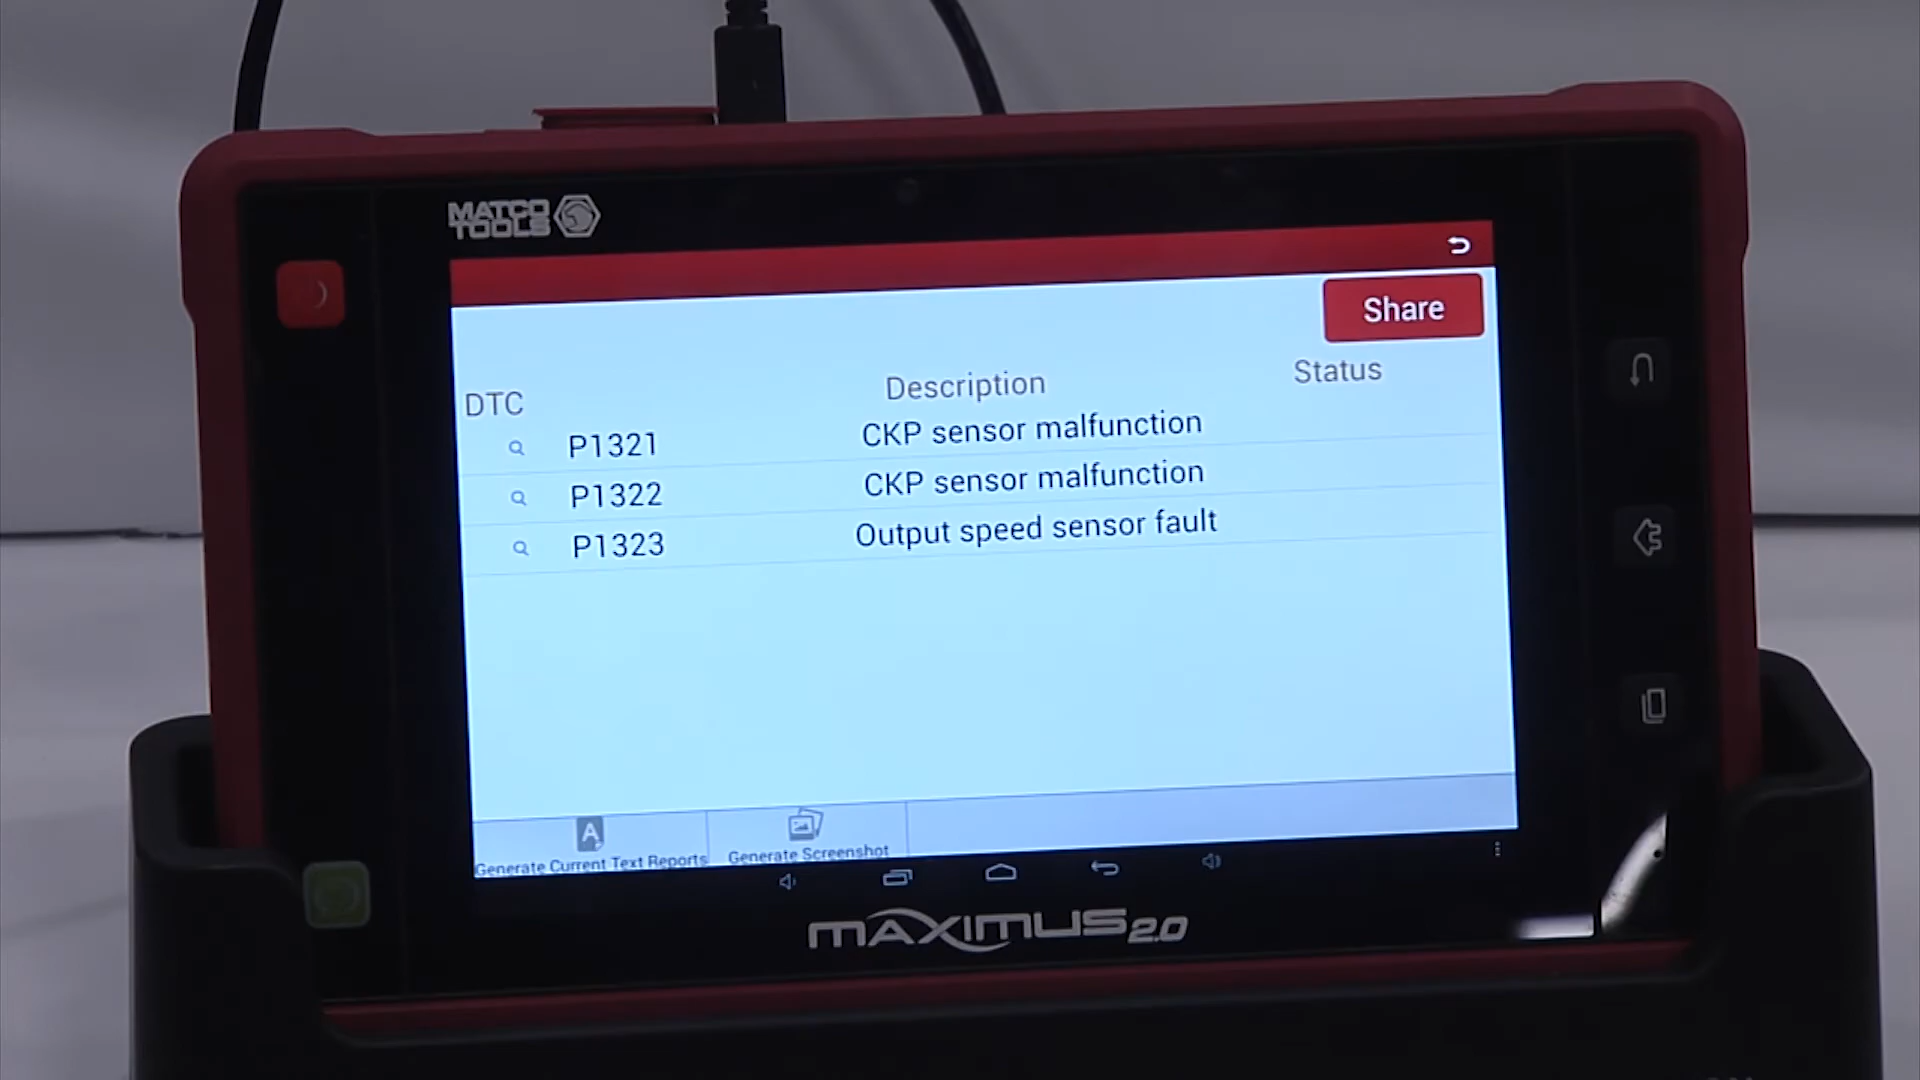 MATCO
TOOLS
Share
DTC Description Status
P1321 CKP sensor malfunction
P1322 CKP sensor malfunction
P1323 Output speed sensor fault
A
Generate Current Text Reports Generate Screenshot
MAXIMUS 2.0